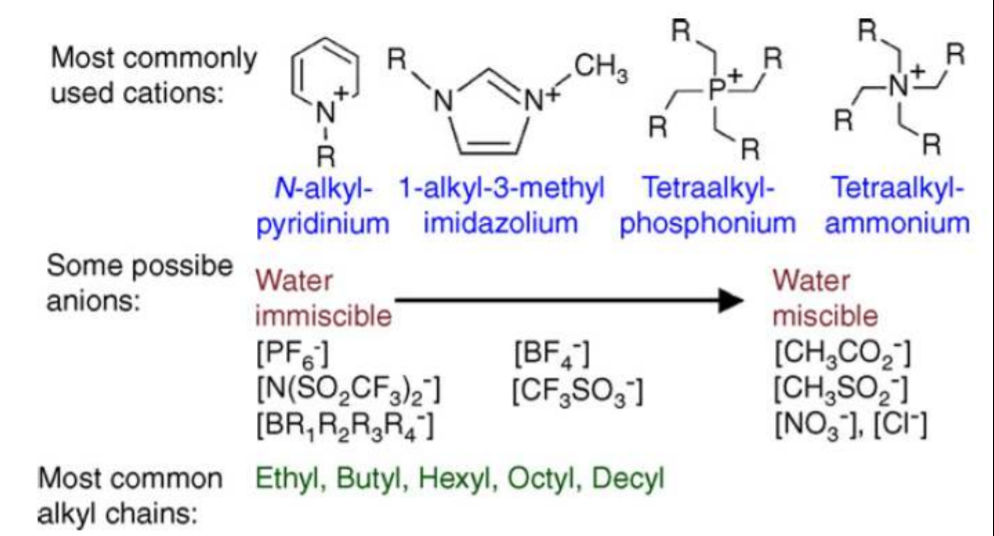 Most commonly
used cations:
N+
R
R
N
N+
CH3
R
R
P+
R
R
R
R
N+
R
R
N-alkyl-
pyridinium
1-alkyl-3-methyl
imidazolium
Tetraalkyl-
phosphonium
Tetraalkyl-
ammonium
Some possibe
anions:
Water
immiscible
Water
miscible
[PF6-] [BF4-] [CH3CO2-]
[N(SO2CF3)2-] [CF3SO3-] [CH3SO2-]
[BR1R2R3R4-] [NO3-], [Cl-]
Most common
alkyl chains:
Ethyl, Butyl, Hexyl, Octyl, Decyl